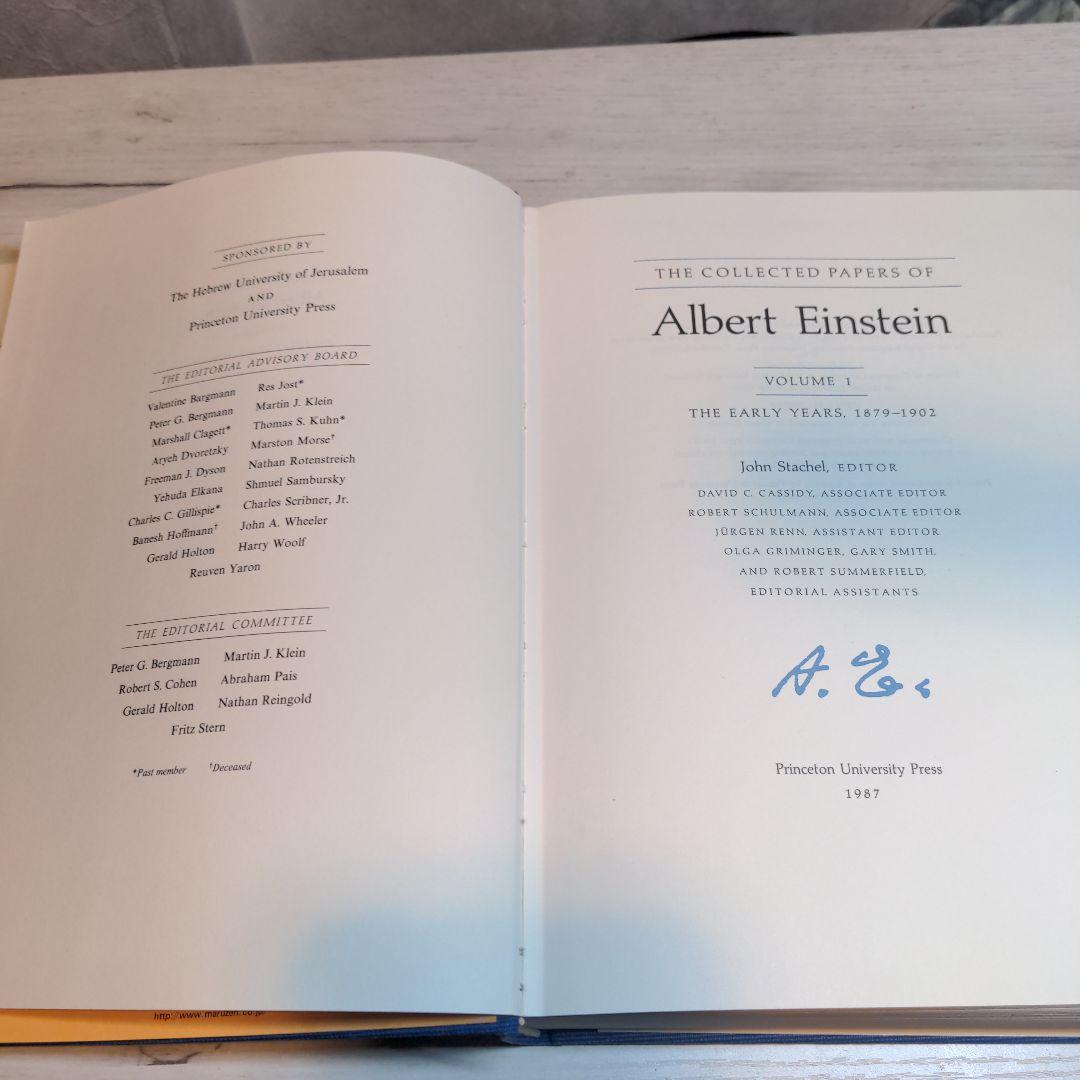 SPONSORED BY
The Hebrew University of Jerusalem
AND
Princeton University Press
THE EDITORIAL ADVISORY BOARD
Valentine Bargmann Res Jost*
Peter G. Bergmann Martin J. Klein
Marshall Clagett* Thomas S. Kuhn*
Aryeh Dvoretzky Marston Morse†
Freeman J. Dyson Nathan Rotenstreich
Yehuda Elkana Shmuel Sambursky
Charles C. Gillispie* Charles Scribner, Jr.
Banesh Hoffmann† John A. Wheeler
Gerald Holton Harry Woolf
Reuven Yaron
THE EDITORIAL COMMITTEE
Peter G. Bergmann Martin J. Klein
Robert S. Cohen Abraham Pais
Gerald Holton Nathan Reingold
Fritz Stern
*Past member †Deceased
http://www.maruzen.co.jp
THE COLLECTED PAPERS OF
Albert Einstein
VOLUME 1
THE EARLY YEARS, 1879–1902
John Stachel, EDITOR
DAVID C. CASSIDY, ASSOCIATE EDITOR
ROBERT SCHULMANN, ASSOCIATE EDITOR
JÜRGEN RENN, ASSISTANT EDITOR
OLGA GRIMINGER, GARY SMITH,
AND ROBERT SUMMERFIELD,
EDITORIAL ASSISTANTS
A. E.
Princeton University Press
1987